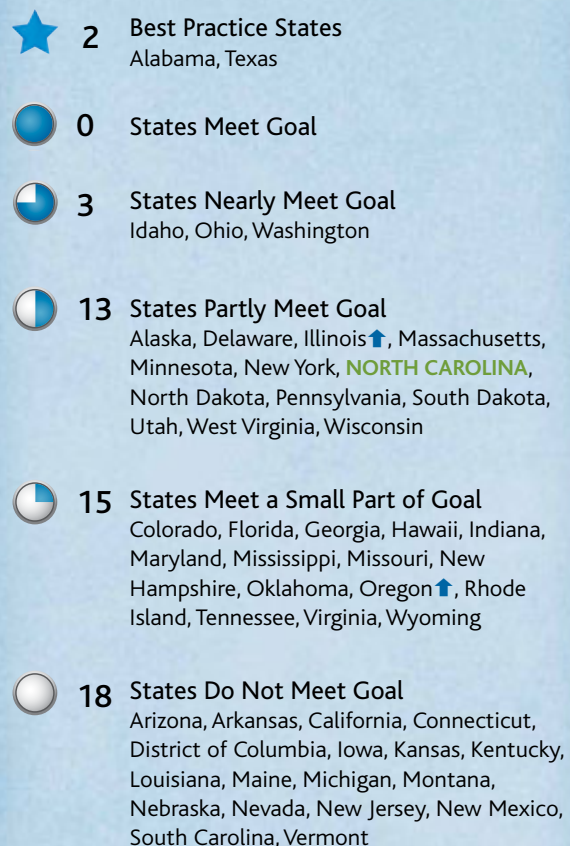 2 Best Practice States
Alabama, Texas
0 States Meet Goal
3 States Nearly Meet Goal
Idaho, Ohio, Washington
13 States Partly Meet Goal
Alaska, Delaware, Illinois⬆, Massachusetts,
Minnesota, New York, NORTH CAROLINA,
North Dakota, Pennsylvania, South Dakota,
Utah, West Virginia, Wisconsin
15 States Meet a Small Part of Goal
Colorado, Florida, Georgia, Hawaii, Indiana,
Maryland, Mississippi, Missouri, New
Hampshire, Oklahoma, Oregon⬆, Rhode
Island, Tennessee, Virginia, Wyoming
18 States Do Not Meet Goal
Arizona, Arkansas, California, Connecticut,
District of Columbia, Iowa, Kansas, Kentucky,
Louisiana, Maine, Michigan, Montana,
Nebraska, Nevada, New Jersey, New Mexico,
South Carolina, Vermont